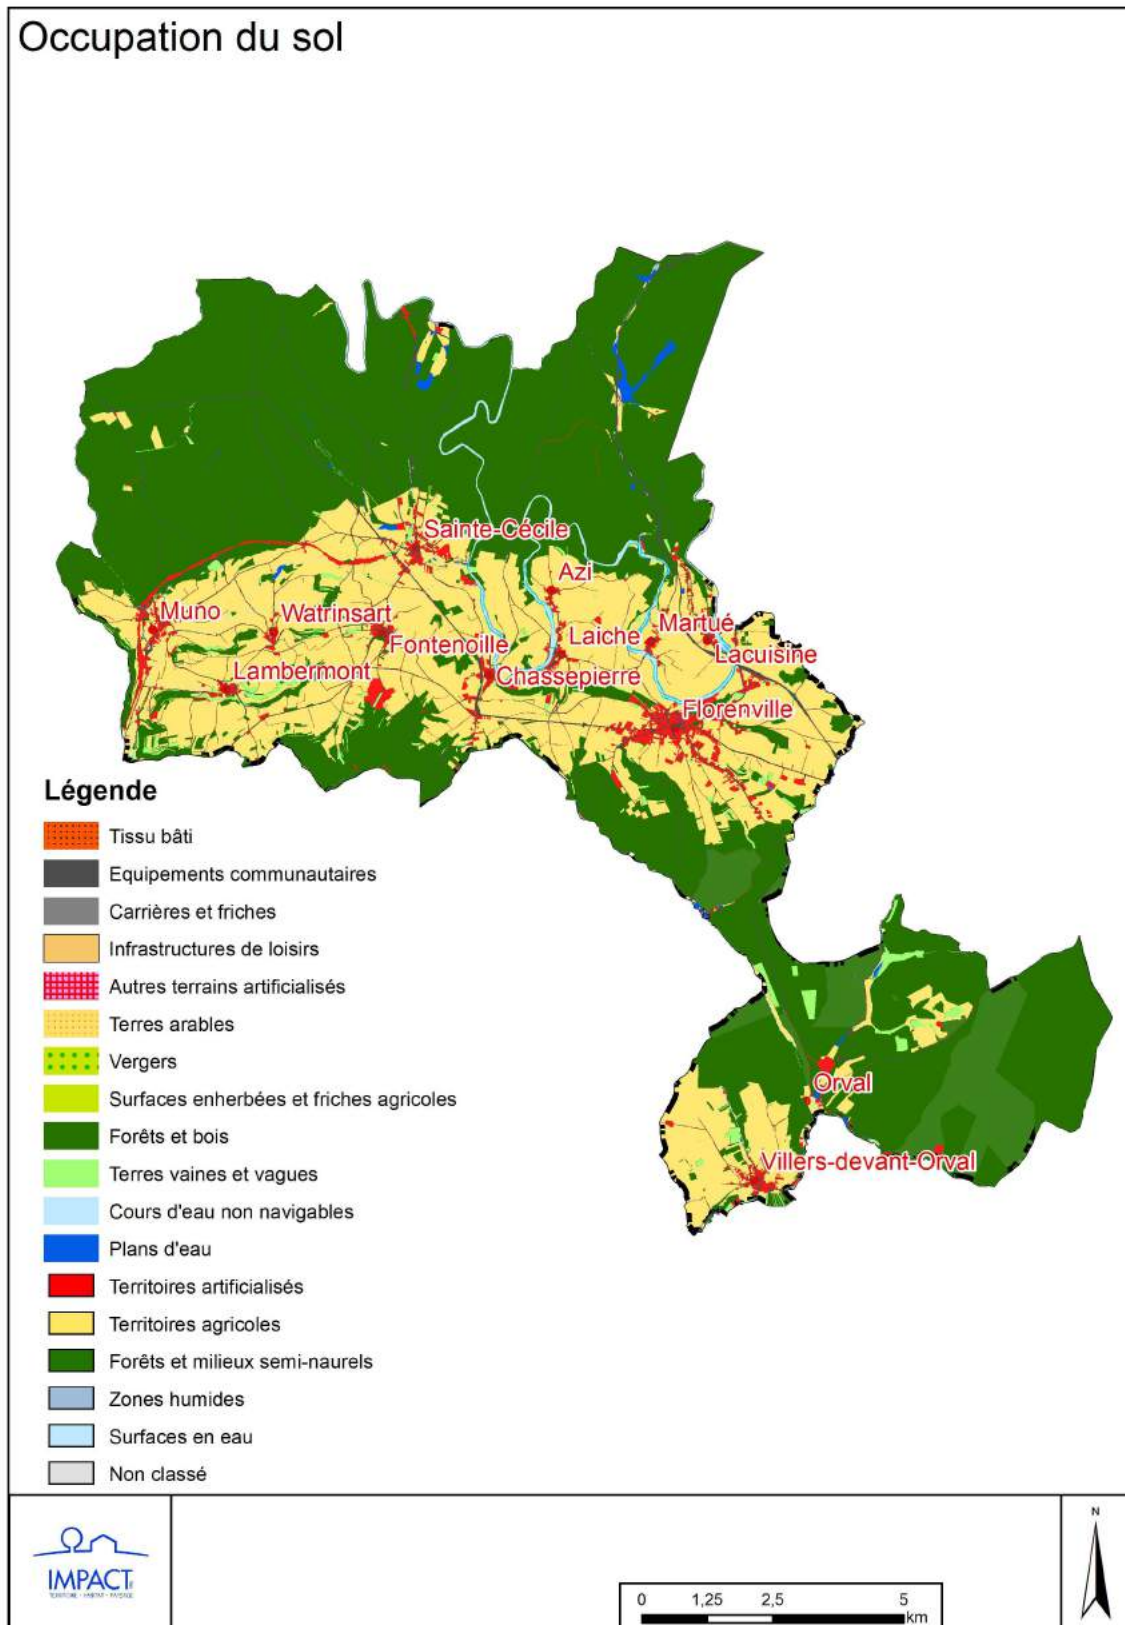 Occupation du sol
Sainte-Cécile
Azi
Muno
Watrinsart
Martué
Fontenoille
Laiche
Lacuisine
Lambermont
Chassepierre
Florenville
Légende
Tissu bâti
Equipements communautaires
Carrières et friches
Infrastructures de loisirs
Autres terrains artificialisés
Terres arables
Vergers
Surfaces enherbées et friches agricoles
Forêts et bois
Orval
Terres vaines et vagues
Villers-devant-Orval
Cours d'eau non navigables
Plans d'eau
Territoires artificialisés
Territoires agricoles
Forêts et milieux semi-naurels
Zones humides
Surfaces en eau
Non classé
N
IMPACT
TERRITOIRE - HABITAT - PAYSAGE
0 1,25 2,5 5
km